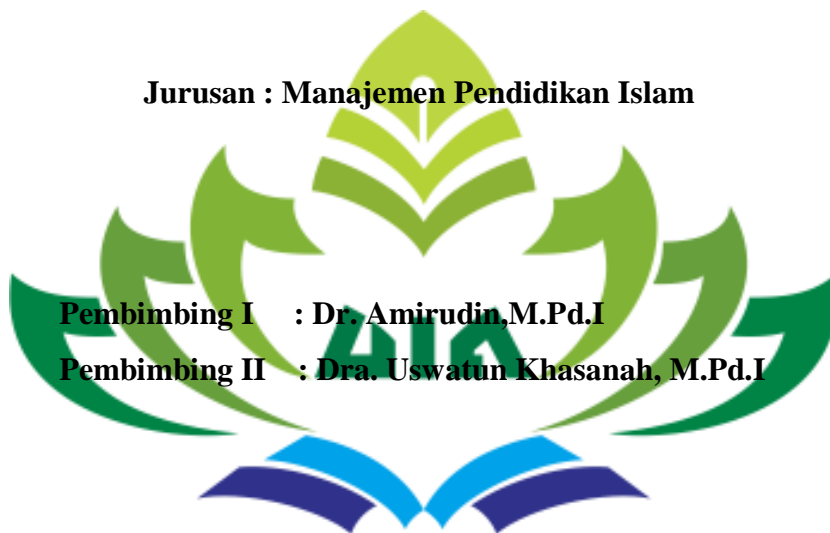 Jurusan : Manajemen Pendidikan Islam
Pembimbing I : Dr. Amirudin,M.Pd.I
Pembimbing II : Dra. Uswatun Khasanah, M.Pd.I